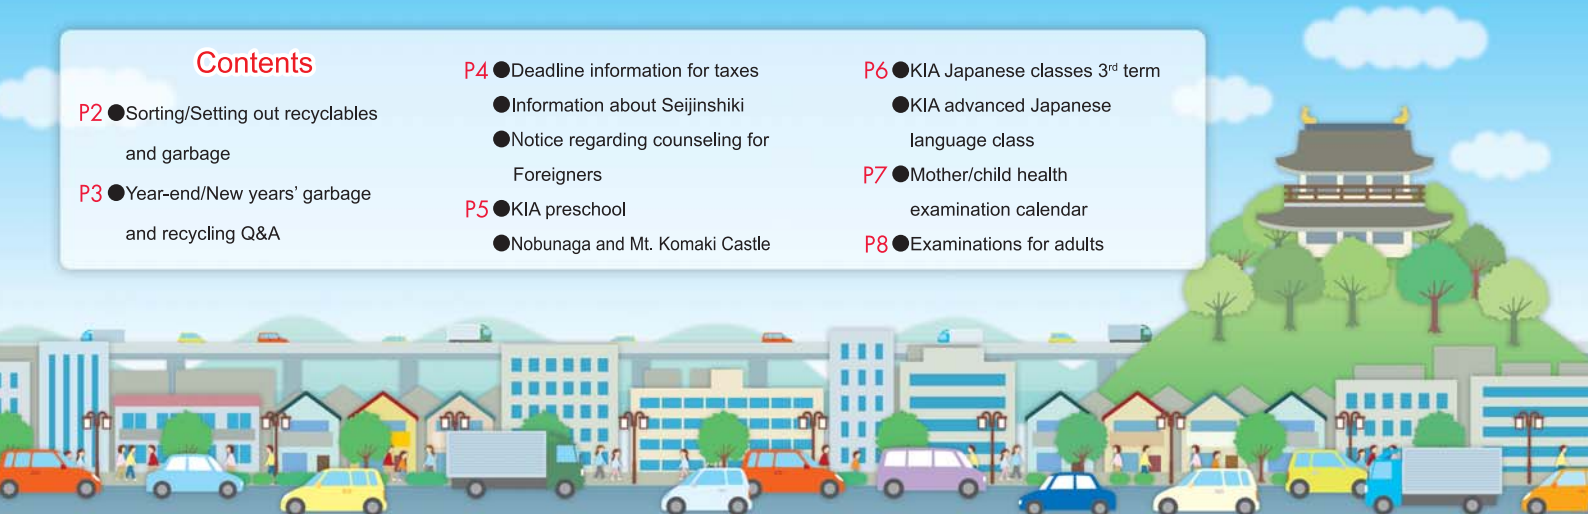 Contents
P2 ●Sorting/Setting out recyclables
and garbage
P3 ●Year-end/New years' garbage
and recycling Q&A
P4 ●Deadline information for taxes
●Information about Seijinshiki
●Notice regarding counseling for
Foreigners
P5 ●KIA preschool
●Nobunaga and Mt. Komaki Castle
P6 ●KIA Japanese classes 3rd term
●KIA advanced Japanese
language class
P7 ●Mother/child health
examination calendar
P8 ●Examinations for adults